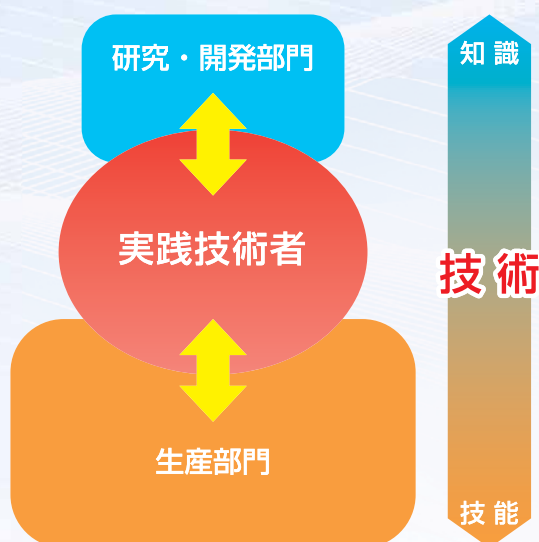 研究・開発部門
実践技術者
生産部門
知識
技術
技能